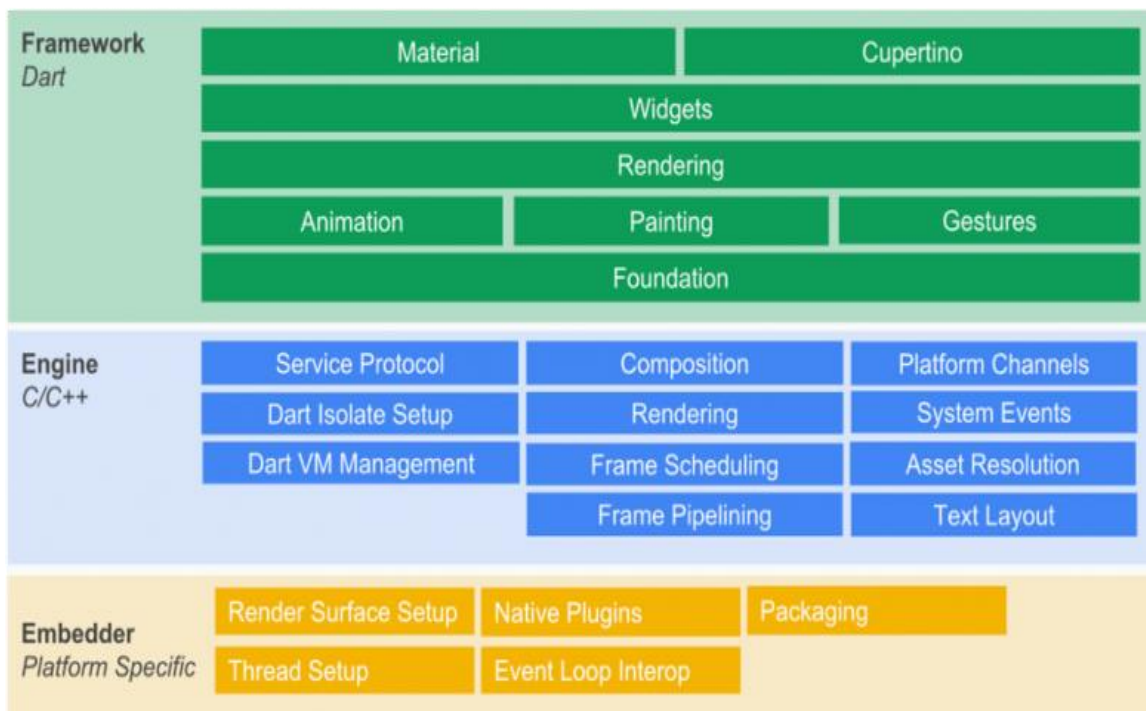 Framework
Dart
Material
Cupertino
Widgets
Rendering
Animation
Painting
Gestures
Foundation
Engine
C/C++
Service Protocol
Composition
Platform Channels
Dart Isolate Setup
Rendering
System Events
Dart VM Management
Frame Scheduling
Asset Resolution
Frame Pipelining
Text Layout
Embedder
Platform Specific
Render Surface Setup
Native Plugins
Packaging
Thread Setup
Event Loop Interop